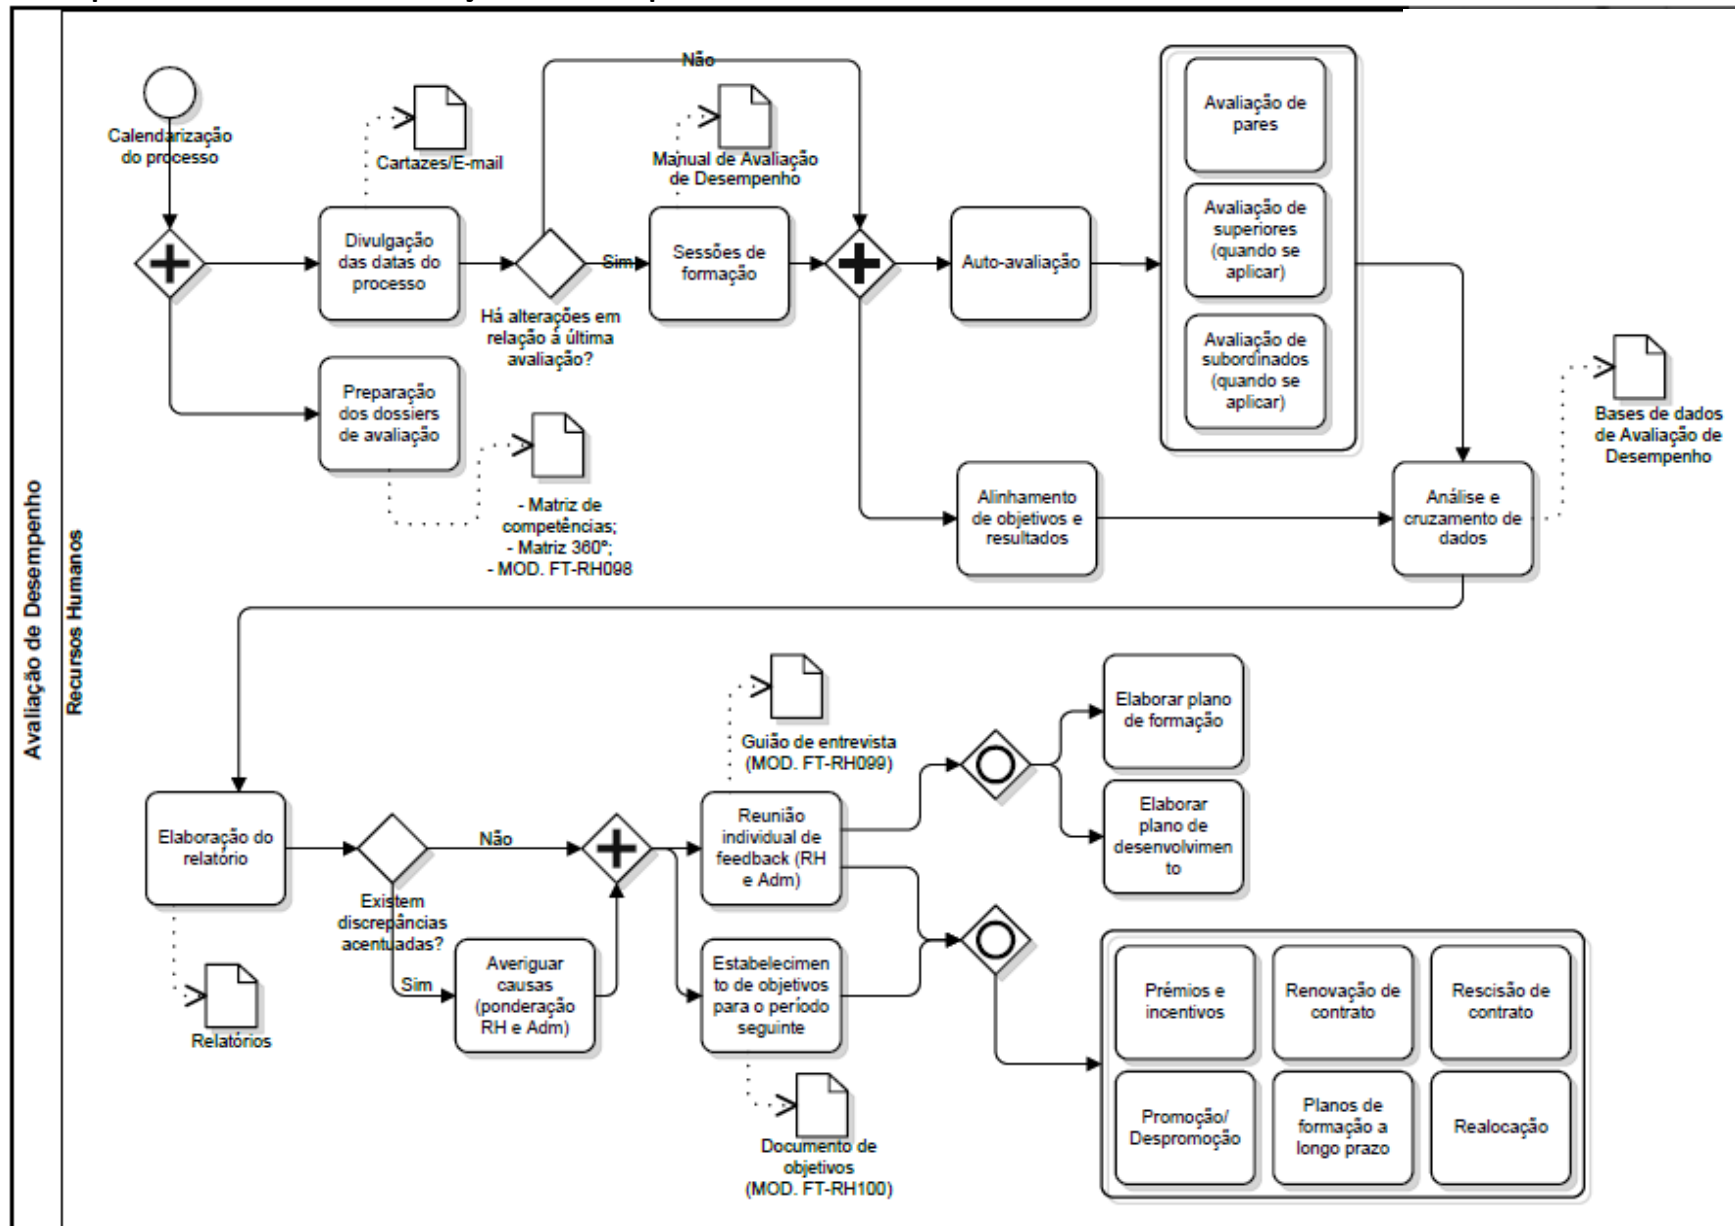 Avaliação de Desempenho
Recursos Humanos
Calendarização
do processo
Cartazes/E-mail
Não
Manual de Avaliação
de Desempenho
Divulgação
das datas do
processo
Sim
Há alterações em
relação á última
avaliação?
Sessões de
formação
Auto-avaliação
Avaliação de
pares
Avaliação de
superiores
(quando se
aplicar)
Avaliação de
subordinados
(quando se
aplicar)
Preparação
dos dossiers
de avaliação
- Matriz de
competências;
- Matriz 360º;
- MOD. FT-RH098
Alinhamento
de objetivos e
resultados
Análise e
cruzamento de
dados
Bases de dados
de Avaliação de
Desempenho
Elaboração do
relatório
Relatórios
Existem
discrepâncias
acentuadas?
Não
Sim
Averiguar
causas
(ponderação
RH e Adm)
Guião de entrevista
(MOD. FT-RH099)
Reunião
individual de
feedback (RH
e Adm)
Estabelecimen
to de objetivos
para o período
seguinte
Documento de
objetivos
(MOD. FT-RH100)
Elaborar plano
de formação
Elaborar
plano de
desenvolvime
nto
Prémios e
incentivos
Renovação de
contrato
Rescisão de
contrato
Promoção/
Despromoção
Planos de
formação a
longo prazo
Realocação